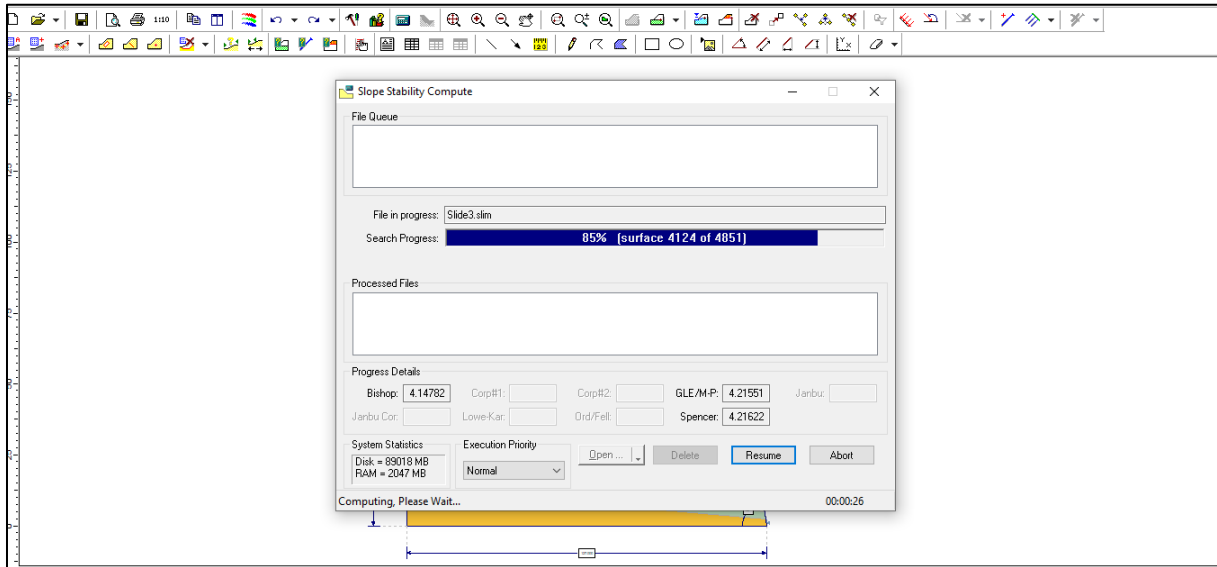 1:10
120
Slope Stability Compute
File Queue
File in progress: Slide3.slim
Search Progress: 85% (surface 4124 of 4851)
Processed Files
Progress Details
Bishop: 4.14782 Corp#1: Corp#2: GLE/M-P: 4.21551 Janbu:
Janbu Cor: Lowe-Kar: Ord/Fell: Spencer: 4.21622
System Statistics Execution Priority
Disk = 89018 MB
RAM = 2047 MB
Normal
Open ... Delete Resume Abort
Computing, Please Wait... 00:00:26